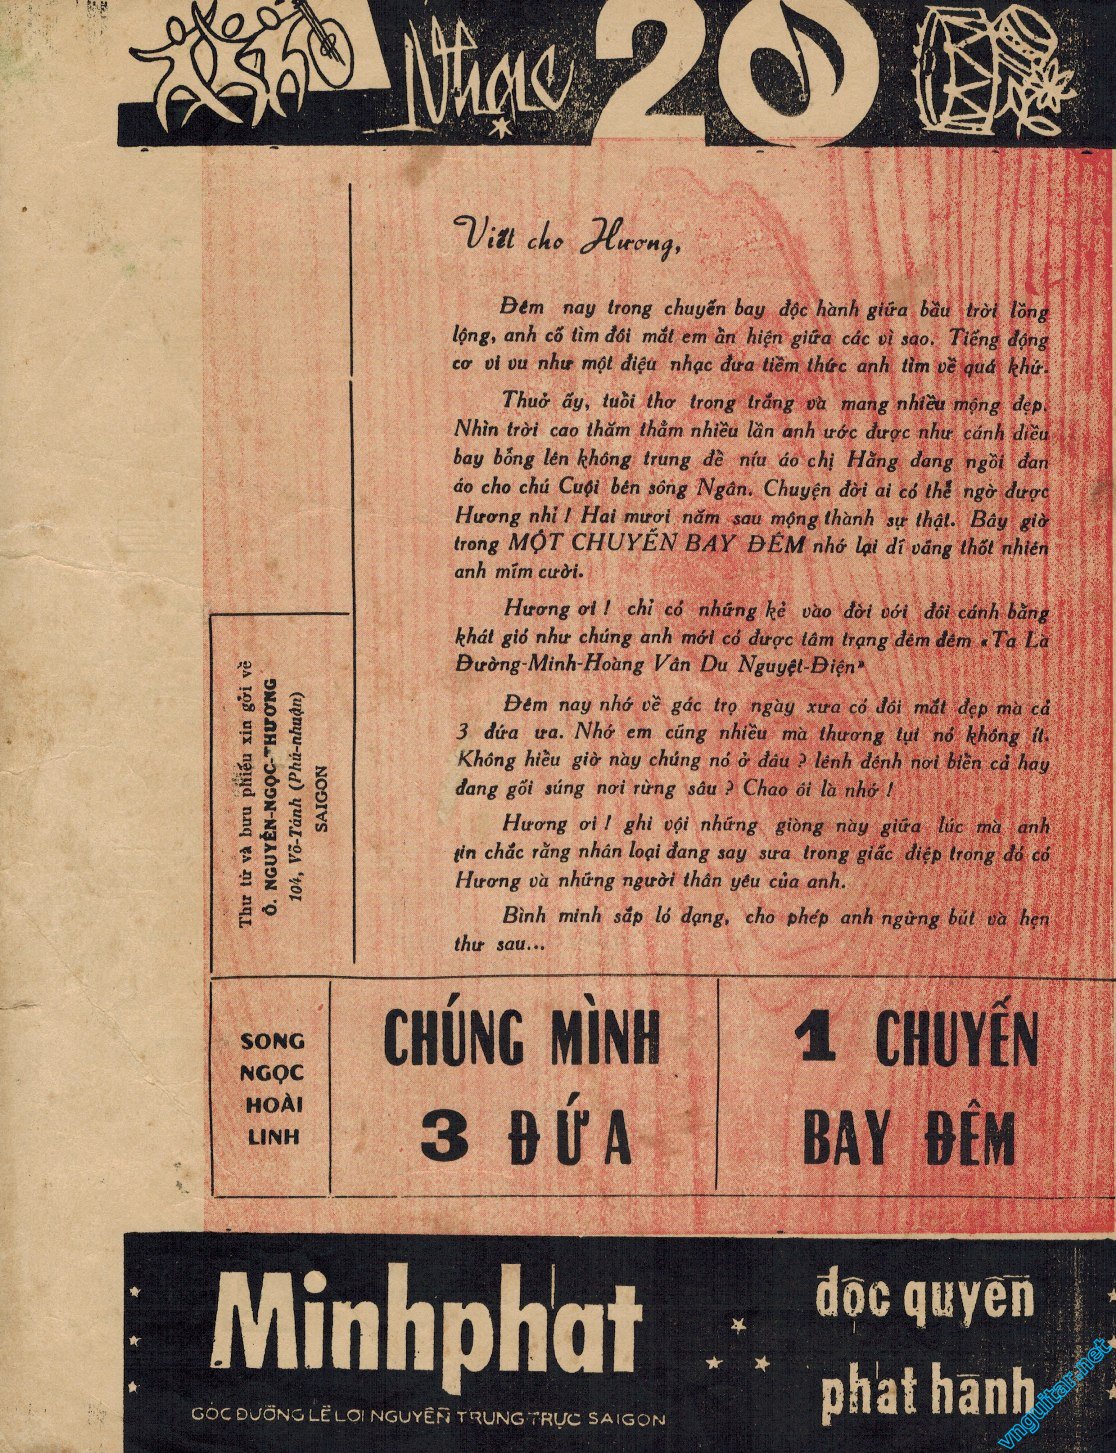 Nhạc 20
Viết cho Hương,
Đêm nay trong chuyến bay độc hành giữa bầu trời lồng
lộng, anh cố tìm đôi mắt em ẩn hiện giữa các vì sao. Tiếng động
cơ vi vu như một điệu nhạc đưa tiềm thức anh tìm về quá khứ.
Thuở ấy, tuổi thơ trong trắng và mang nhiều mộng đẹp.
Nhìn trời cao thăm thẳm nhiều lần anh ước được như cánh diều
bay bổng lên không trung để níu áo chị Hằng đang ngồi đan
áo cho chú Cuội bên sông Ngân. Chuyện đời ai có thể ngờ được
Hương nhỉ ! Hai mươi năm sau mộng thành sự thật. Bây giờ
trong MỘT CHUYẾN BAY ĐÊM nhớ lại dĩ vãng thốt nhiên
anh mỉm cười.
Hương ơi ! chỉ có những kẻ vào đời với đôi cánh bằng
khát gió như chúng anh mới có được tâm trạng đêm đêm «Ta Là
Đường-Minh-Hoàng Vân Du Nguyệt-Điện»
Đêm nay nhớ về gác trọ ngày xưa có đôi mắt đẹp mà cả
3 đứa ưa. Nhớ em cũng nhiều mà thương tụi nó không ít.
Không hiểu giờ này chúng nó ở đâu ? lênh đênh nơi biển cả hay
đang gối súng nơi rừng sâu ? Chao ôi là nhớ !
Hương ơi ! ghi vội những giòng này giữa lúc mà anh
tin chắc rằng nhân loại đang say sưa trong giấc điệp trong đó có
Hương và những người thân yêu của anh.
Bình minh sắp ló dạng, cho phép anh ngừng bút và hẹn
thư sau...
Thư từ và bưu phiếu xin gởi về
Ô. NGUYỄN-NGỌC-THƯƠNG
104, Võ-Tánh (Phú-nhuận)
SAIGON
SONG
NGỌC
HOÀI
LINH
CHÚNG MÌNH
3 ĐỨA
1 CHUYẾN
BAY ĐÊM
Minhphat
GÓC ĐƯỜNG LÊ LỢI NGUYỄN TRUNG TRỰC SAIGON
độc quyền
phát hành
vnguitar.net